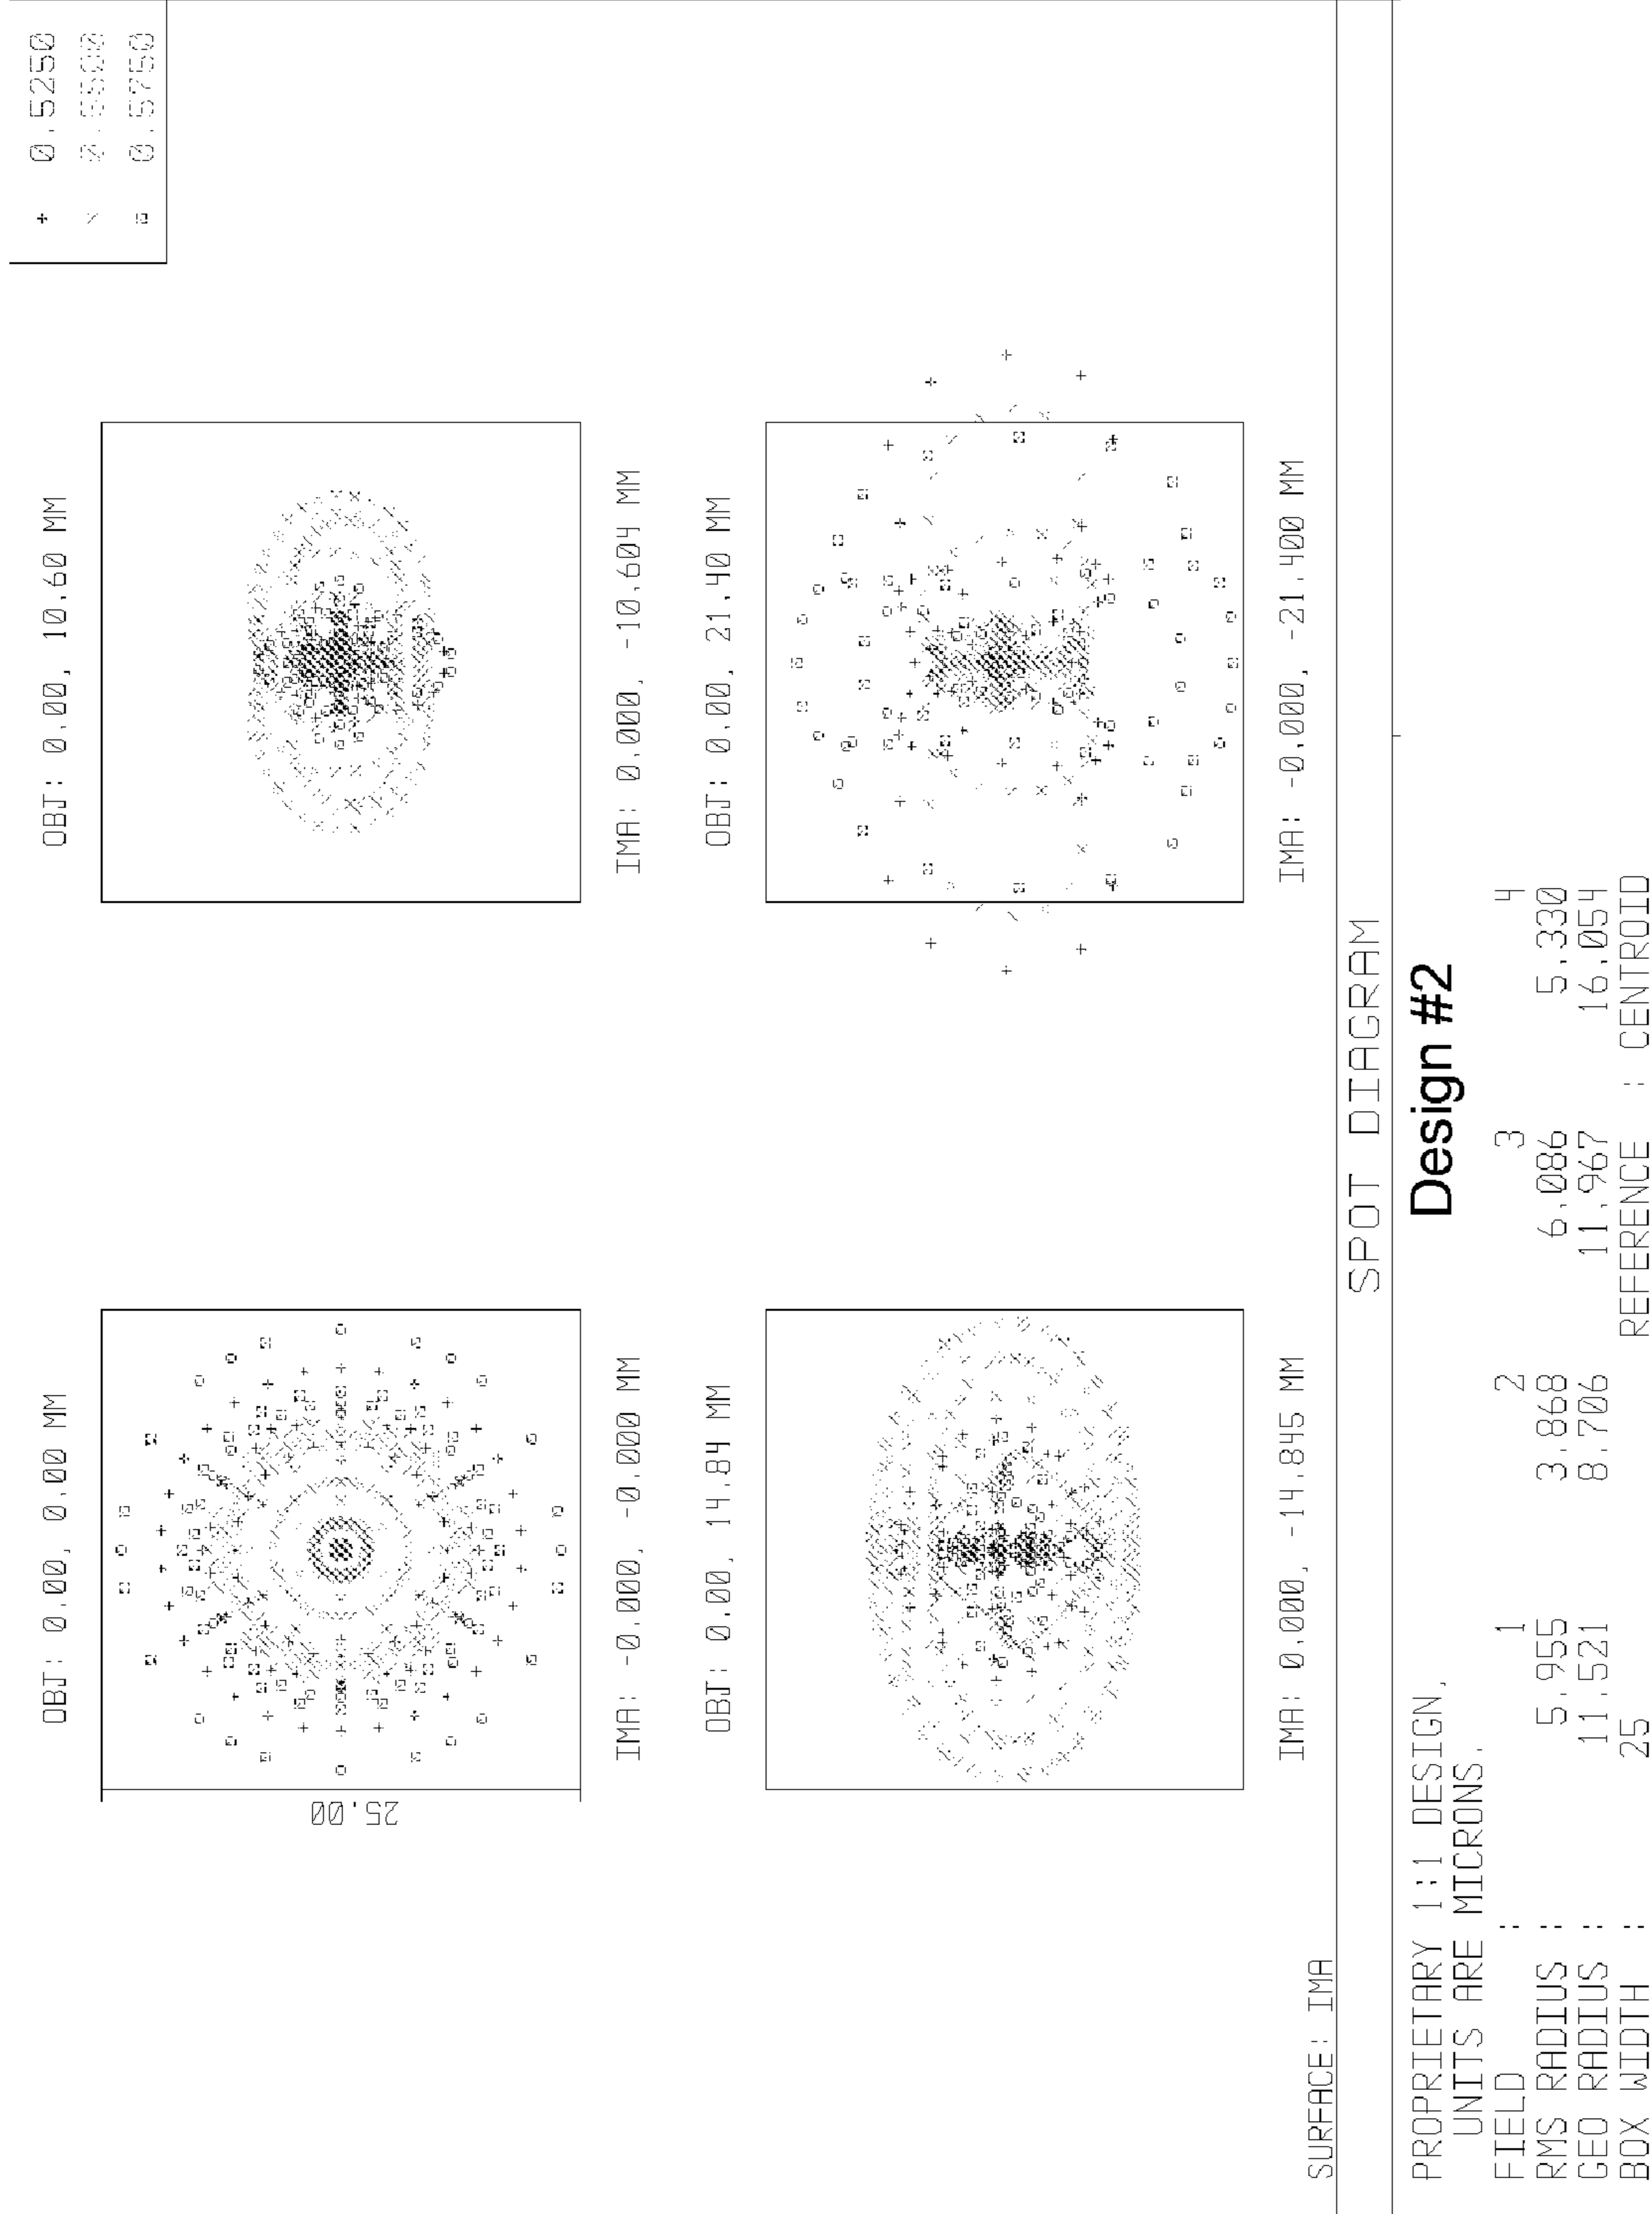 + 0.5250
× 0.5500
¤ 0.5750
OBJ: 0.00, 0.00 MM
OBJ: 0.00, 10.60 MM
25.00
IMA: -0.000, -0.000 MM
IMA: 0.000, -10.604 MM
OBJ: 0.00, 14.84 MM
OBJ: 0.00, 21.40 MM
IMA: 0.000, -14.845 MM
IMA: -0.000, -21.400 MM
SURFACE: IMA
SPOT DIAGRAM
PROPRIETARY 1:1 DESIGN,
Design #2
UNITS ARE MICRONS.
FIELD : 1 2 3 4
RMS RADIUS : 5.955 3.868 6.086 5.330
GEO RADIUS : 11.521 8.706 11.967 16.054
BOX WIDTH : 25 REFERENCE : CENTROID